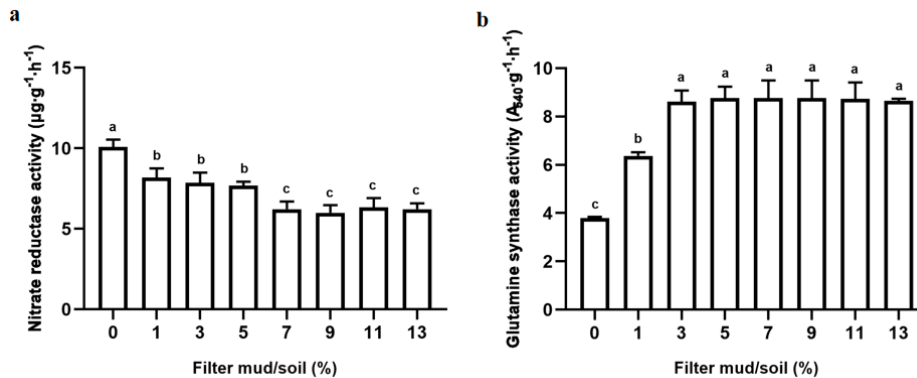 a
Nitrate reductase activity (µg·g⁻¹·h⁻¹)
15
10
5
0
a
b
b
b
c
c
c
c
0 1 3 5 7 9 11 13
Filter mud/soil (%)
b
Glutamine synthase activity (A₅₄₀·g⁻¹·h⁻¹)
10
8
6
4
2
0
c
b
a
a
a
a
a
a
0 1 3 5 7 9 11 13
Filter mud/soil (%)